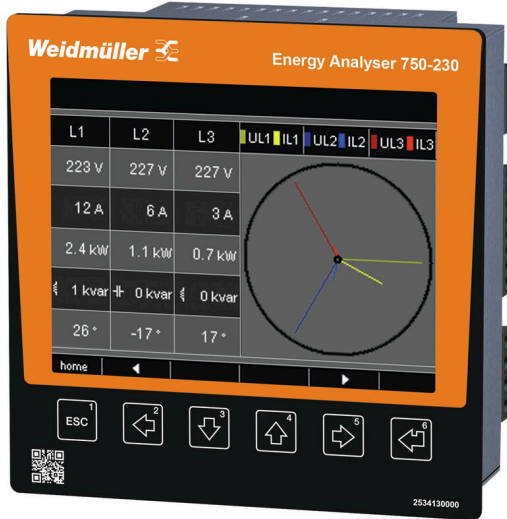 Weidmüller
Energy Analyser 750-230
L1 L2 L3 UL1 IL1 UL2 IL2 UL3 IL3
223 V 227 V 227 V
12 A 6 A 3 A
2.4 kW 1.1 kW 0.7 kW
1 kvar 0 kvar 0 kvar
26 ° -17 ° 17 °
home
ESC 1 2 3 4 5 6
2534130000